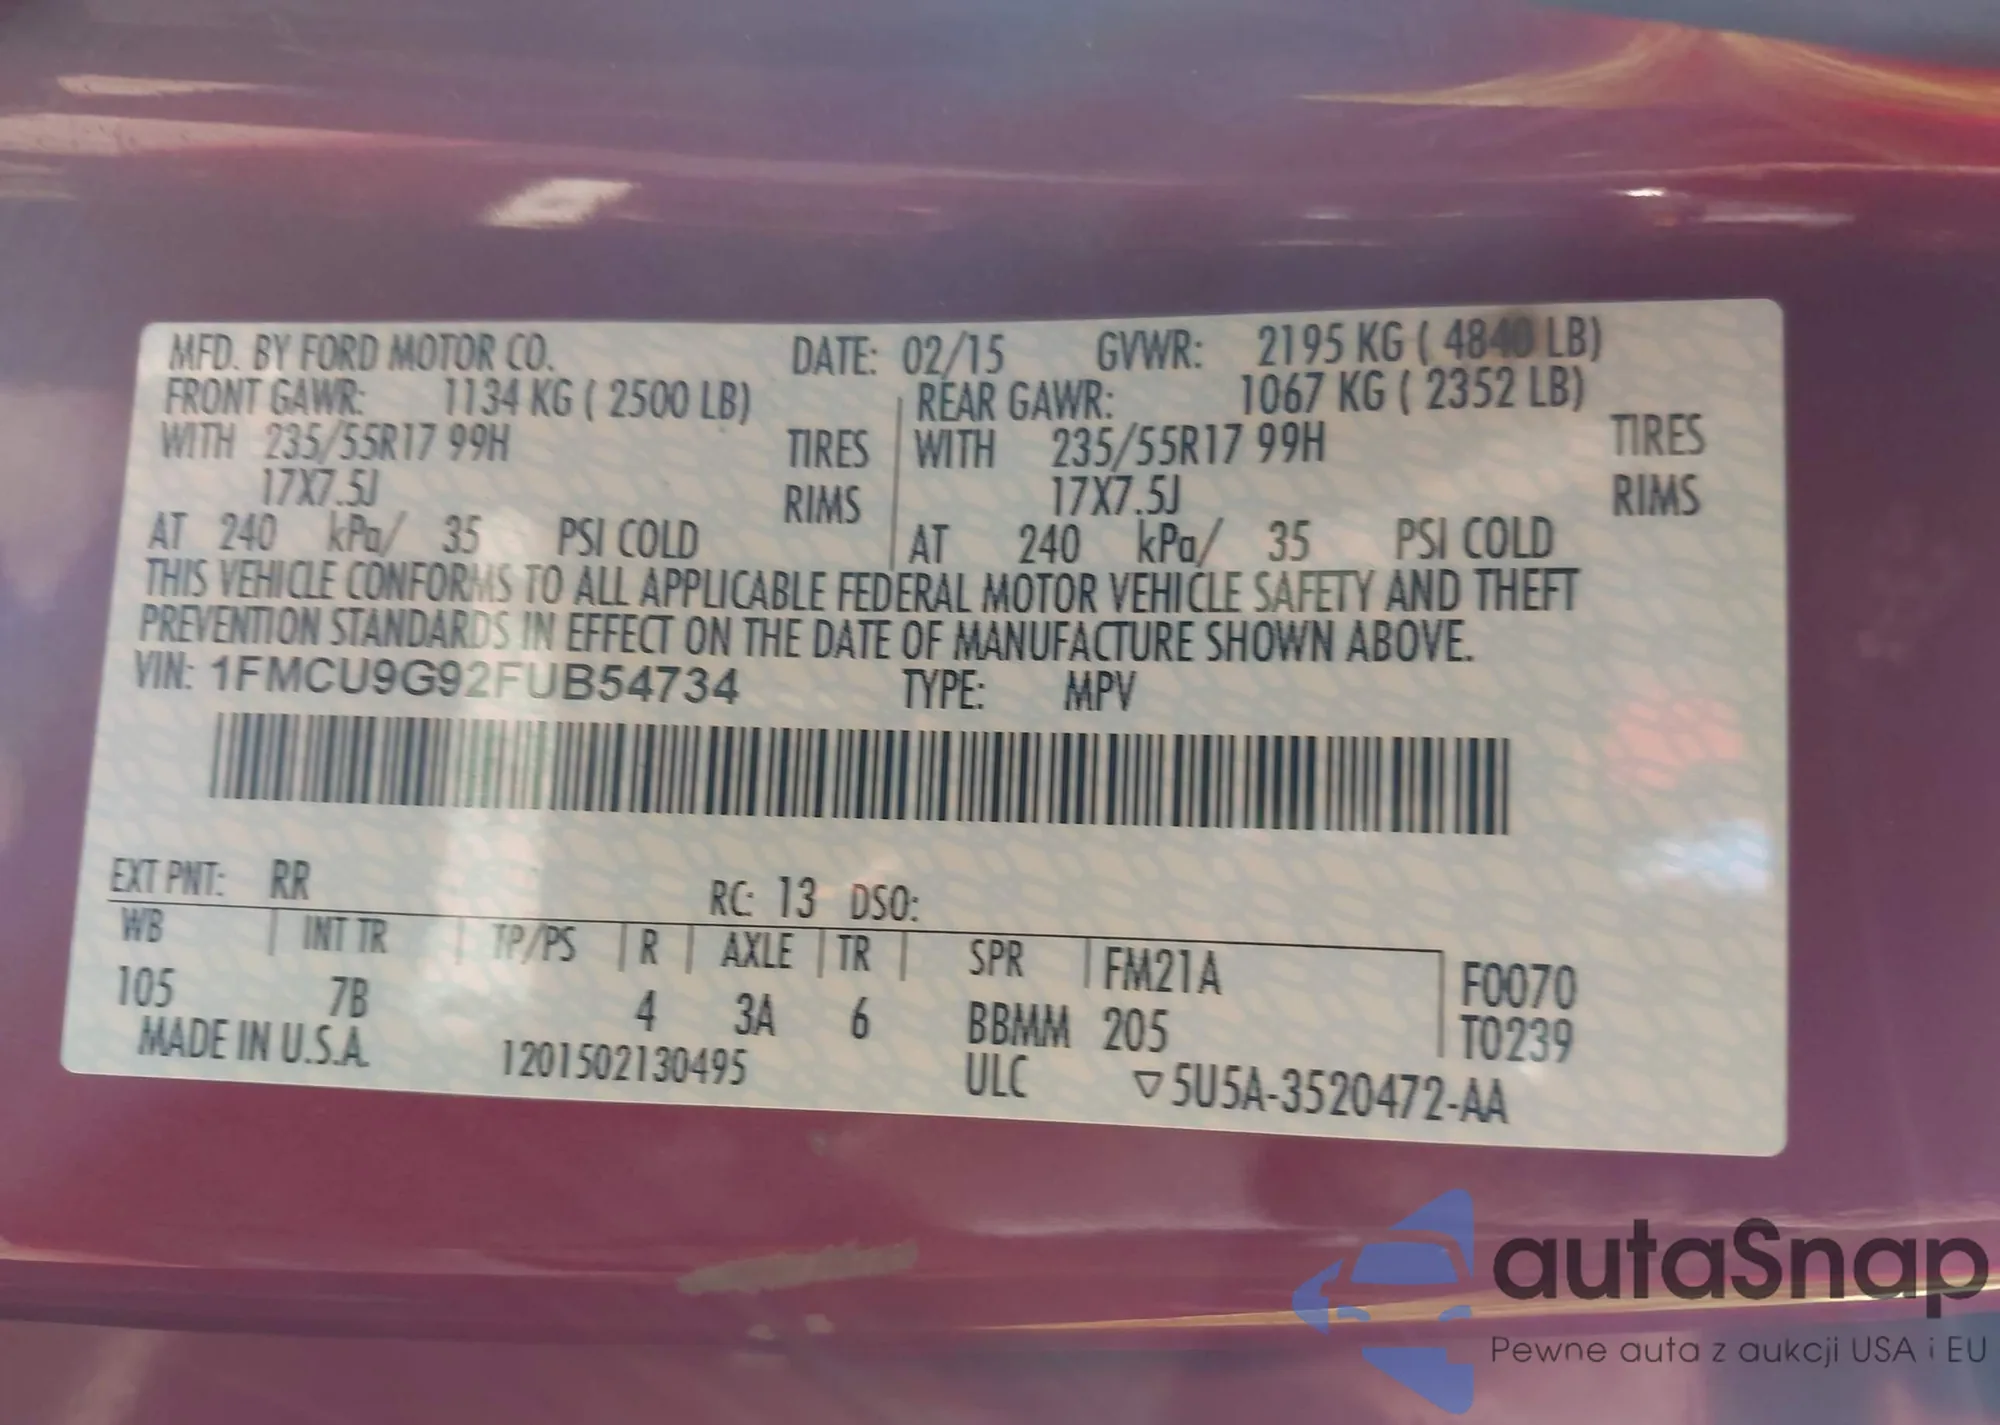 MFD. BY FORD MOTOR CO. DATE: 02/15 GVWR: 2195 KG ( 4840 LB)
FRONT GAWR: 1134 KG ( 2500 LB) REAR GAWR: 1067 KG ( 2352 LB)
WITH 235/55R17 99H TIRES WITH 235/55R17 99H TIRES
17X7.5J RIMS 17X7.5J RIMS
AT 240 kPa/ 35 PSI COLD AT 240 kPa/ 35 PSI COLD
THIS VEHICLE CONFORMS TO ALL APPLICABLE FEDERAL MOTOR VEHICLE SAFETY AND THEFT
PREVENTION STANDARDS IN EFFECT ON THE DATE OF MANUFACTURE SHOWN ABOVE.
VIN: 1FMCU9G92FUB54734 TYPE: MPV
EXT PNT: RR RC: 13 DSO:
WB INT TR TP/PS R AXLE TR SPR FM21A F0070
105 7B 4 3A 6 BBMM 205 T0239
MADE IN U.S.A. 1201502130495 ULC ▽5U5A-3520472-AA
autaSnap
Pewne auta z aukcji USA i EU